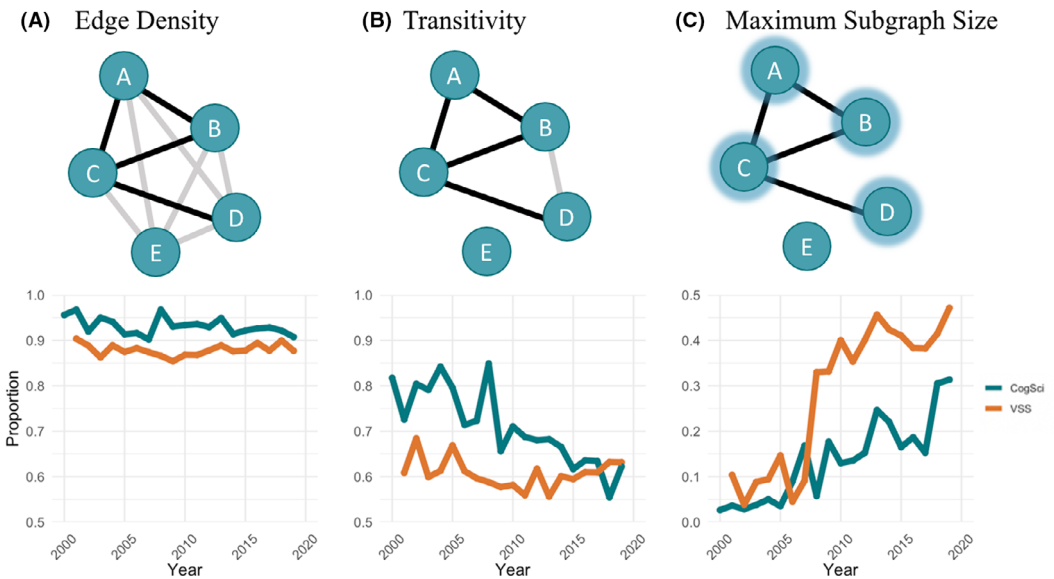 (A) Edge Density
A
B
C
D
E
1.0
0.9
0.8
0.7
0.6
0.5
Proportion
2000
2005
2010
2015
2020
Year
(B) Transitivity
A
B
C
D
E
1.0
0.9
0.8
0.7
0.6
0.5
2000
2005
2010
2015
2020
Year
(C) Maximum Subgraph Size
A
B
C
D
E
0.5
0.4
0.3
0.2
0.1
0.0
2000
2005
2010
2015
2020
Year
CogSci
VSS